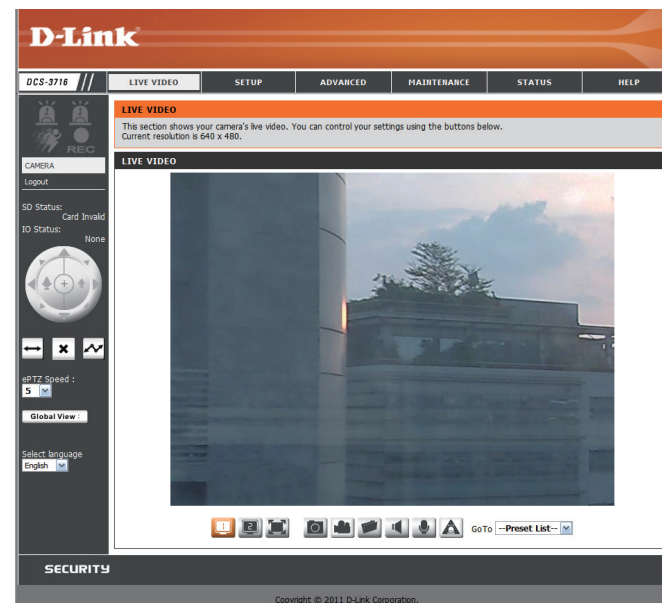 D-Link
DCS-3716 //
LIVE VIDEO SETUP ADVANCED MAINTENANCE STATUS HELP
REC
CAMERA
Logout
SD Status:
Card Invalid
IO Status:
None
ePTZ Speed :
5
Global View :
Select language
English
LIVE VIDEO
This section shows your camera's live video. You can control your settings using the buttons below.
Current resolution is 640 x 480.
LIVE VIDEO
1 2 GoTo --Preset List--
SECURITY
Copyright © 2011 D-Link Corporation.